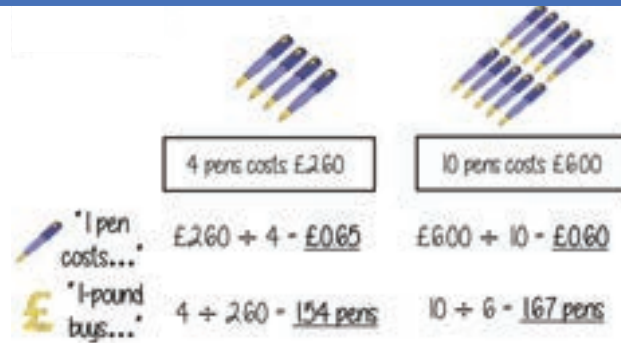 4 pens costs £2.60
10 pens costs £6.00
"1 pen costs..."
£2.60 ÷ 4 = £0.65
£6.00 ÷ 10 = £0.60
£
"1-pound buys..."
4 ÷ 2.60 = 1.54 pens
10 ÷ 6 = 1.67 pens